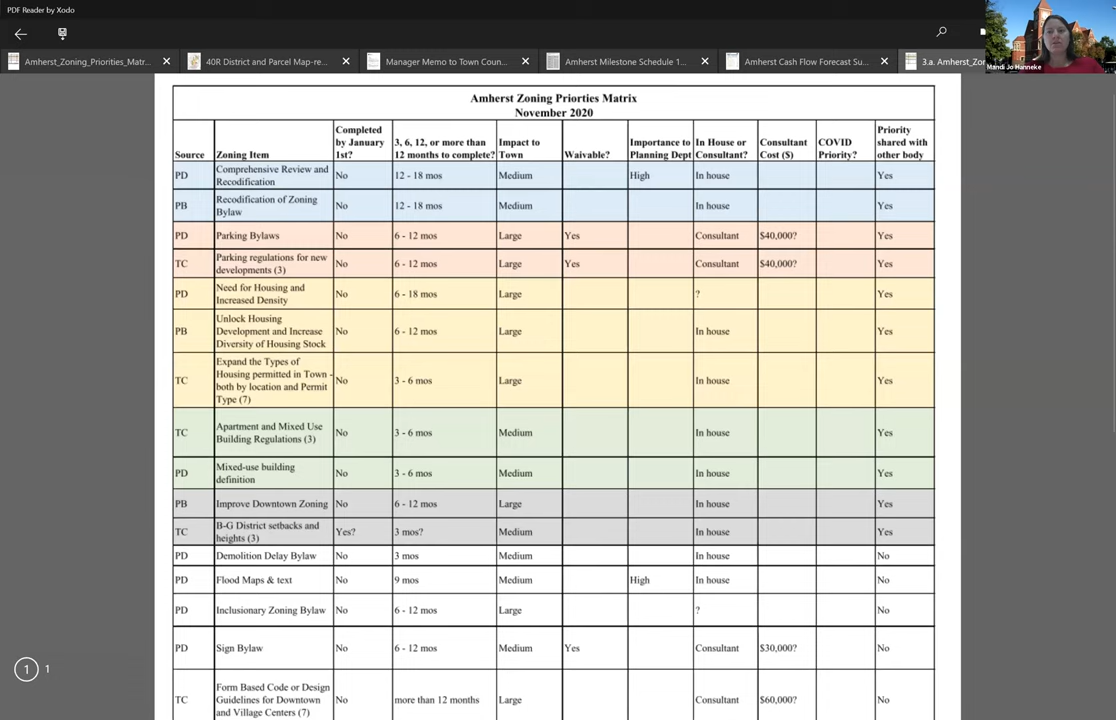 PDF Reader by Xodo
Amherst_Zoning_Priorities_Matr...
40R District and Parcel Map-re...
Manager Memo to Town Coun...
Amherst Milestone Schedule 1...
Amherst Cash Flow Forecast Su...
3.a. Amherst_Zo
Mandi Jo Hanneke
Amherst Zoning Priorties Matrix
November 2020
Source
Zoning Item
Completed
by January
1st?
3, 6, 12, or more than
12 months to complete?
Impact to
Town
Waivable?
Importance to
Planning Dept
In House or
Consultant?
Consultant
Cost ($)
COVID
Priority?
Priority
shared with
other body
PD
Comprehensive Review and
Recodification
No
12 - 18 mos
Medium
High
In house
Yes
PB
Recodification of Zoning
Bylaw
No
12 - 18 mos
Medium
In house
Yes
PD
Parking Bylaws
No
6 - 12 mos
Large
Yes
Consultant
$40,000?
Yes
TC
Parking regulations for new
developments (3)
No
6 - 12 mos
Large
Yes
Consultant
$40,000?
Yes
PD
Need for Housing and
Increased Density
No
6 - 18 mos
Large
?
Yes
PB
Unlock Housing
Development and Increase
Diversity of Housing Stock
No
6 - 12 mos
Large
In house
Yes
TC
Expand the Types of
Housing permitted in Town -
both by location and Permit
Type (7)
No
3 - 6 mos
Large
In house
Yes
TC
Apartment and Mixed Use
Building Regulations (3)
No
3 - 6 mos
Medium
In house
Yes
PD
Mixed-use building
definition
No
3 - 6 mos
Medium
In house
Yes
PB
Improve Downtown Zoning
No
6 - 12 mos
Large
In house
Yes
TC
B-G District setbacks and
heights (3)
Yes?
3 mos?
Medium
In house
Yes
PD
Demolition Delay Bylaw
No
3 mos
Medium
In house
No
PD
Flood Maps & text
No
9 mos
Medium
High
In house
No
PD
Inclusionary Zoning Bylaw
No
6 - 12 mos
Large
?
No
PD
Sign Bylaw
No
6 - 12 mos
Medium
Yes
Consultant
$30,000?
No
TC
Form Based Code or Design
Guidelines for Downtown
and Village Centers (7)
No
more than 12 months
Large
Consultant
$60,000?
No
1
1